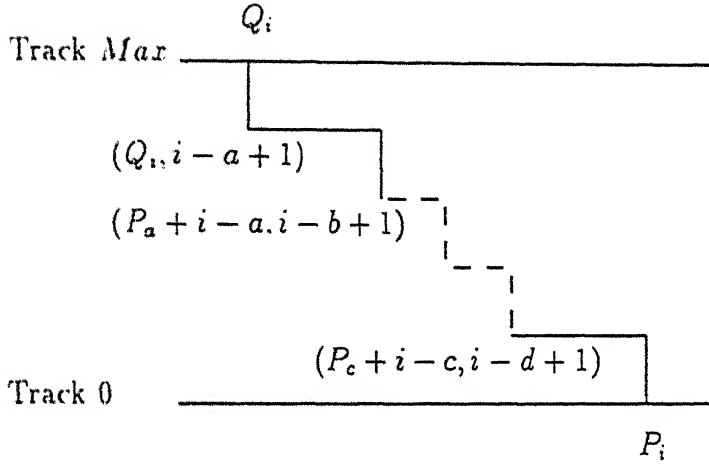 Q_i
Track Max
(Q_i, i − a + 1)
(P_a + i − a. i − b + 1)
(P_c + i − c, i − d + 1)
Track 0
P_i